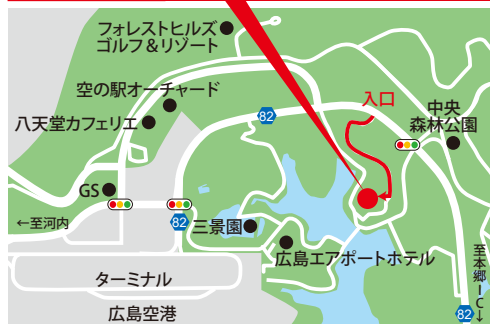 フォレストヒルズ
ゴルフ&リゾート
空の駅オーチャード
八天堂カフェリエ
82
入口
中央
森林公園
GS
←至河内
82
三景園
広島エアポートホテル
ターミナル
広島空港
至本郷IC↓
82